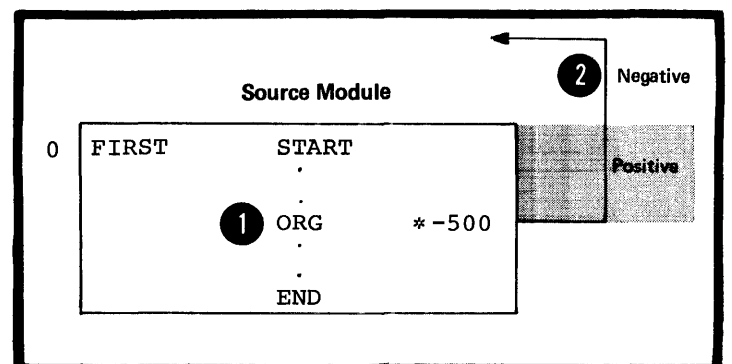 2 Negative
Source Module
0 FIRST START
Positive
.
.
1 ORG *-500
.
.
END